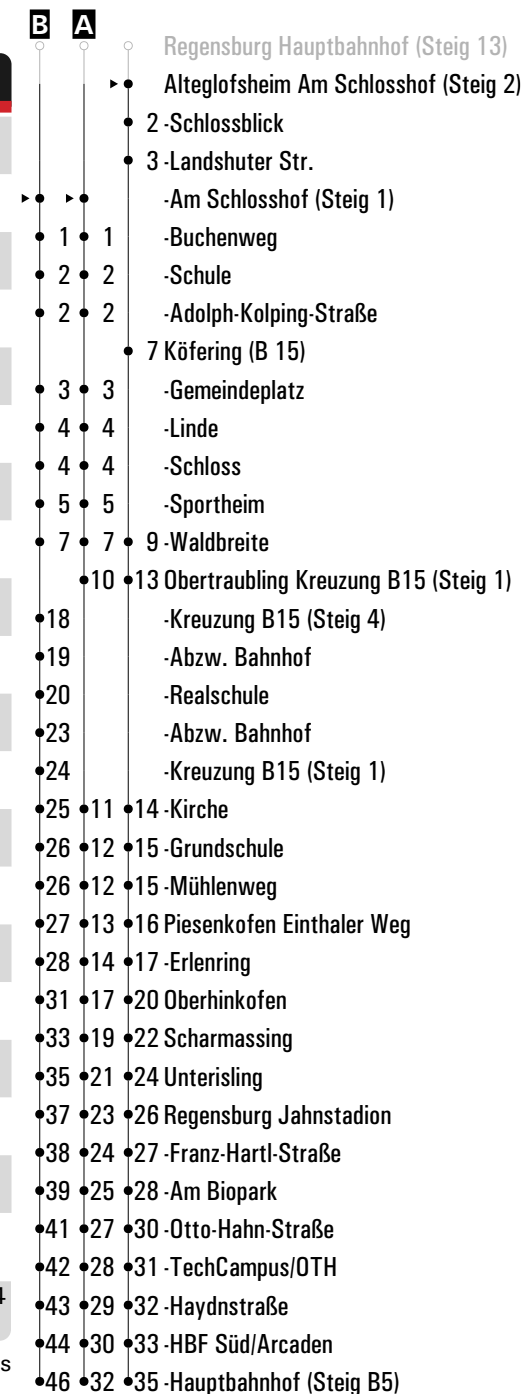 B A
Regensburg Hauptbahnhof (Steig 13)
Alteglofsheim Am Schlosshof (Steig 2)
2 -Schlossblick
3 -Landshuter Str.
-Am Schlosshof (Steig 1)
1 1 -Buchenweg
2 2 -Schule
2 2 -Adolph-Kolping-Straße
7 Köfering (B 15)
3 3 -Gemeindeplatz
4 4 -Linde
4 4 -Schloss
5 5 -Sportheim
7 7 9 -Waldbreite
10 13 Obertraubling Kreuzung B15 (Steig 1)
18 -Kreuzung B15 (Steig 4)
19 -Abzw. Bahnhof
20 -Realschule
23 -Abzw. Bahnhof
24 -Kreuzung B15 (Steig 1)
25 11 14 -Kirche
26 12 15 -Grundschule
26 12 15 -Mühlenweg
27 13 16 Piesenkofen Einthaler Weg
28 14 17 -Erlenring
31 17 20 Oberhinkofen
33 19 22 Scharmassing
35 21 24 Unterisling
37 23 26 Regensburg Jahnstadion
38 24 27 -Franz-Hartl-Straße
39 25 28 -Am Biopark
41 27 30 -Otto-Hahn-Straße
42 28 31 -TechCampus/OTH
43 29 32 -Haydnstraße
44 30 33 -HBF Süd/Arcaden
46 32 35 -Hauptbahnhof (Steig B5)